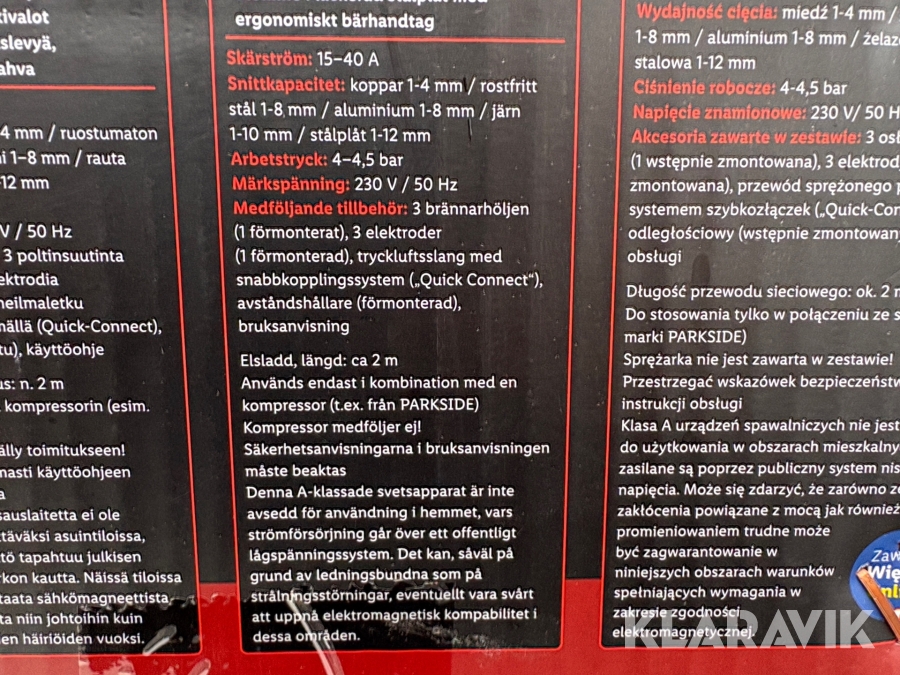 tivalot
slevyä,
ahva
4 mm / ruostumaton
i 1–8 mm / rauta
-12 mm
V / 50 Hz
3 poltinsuutinta
ektrodia
neilmaletku
nällä (Quick-Connect),
tu), käyttöohje
us: n. 2 m
kompressorin (esim.
älly toimitukseen!
nasti käyttöohjeen
a
sauslaitetta ei ole
ttäväksi asuintiloissa,
tö tapahtuu julkisen
rkon kautta. Näissä tiloissa
taata sähkömagneettista
ta niin johtoihin kuin
en häiriöiden vuoksi.
ergonomiskt bärhandtag
Skärström: 15–40 A
Snittkapacitet: koppar 1-4 mm / rostfritt
stål 1-8 mm / aluminium 1-8 mm / järn
1-10 mm / stålplåt 1-12 mm
Arbetstryck: 4–4,5 bar
Märkspänning: 230 V / 50 Hz
Medföljande tillbehör: 3 brännarhöljen
(1 förmonterat), 3 elektroder
(1 förmonterad), tryckluftsslang med
snabbkopplingssystem („Quick Connect“),
avståndshållare (förmonterad),
bruksanvisning
Elsladd, längd: ca 2 m
Används endast i kombination med en
kompressor (t.ex. från PARKSIDE)
Kompressor medföljer ej!
Säkerhetsanvisningarna i bruksanvisningen
måste beaktas
Denna A-klassade svetsapparat är inte
avsedd för användning i hemmet, vars
strömförsörjning går över ett offentligt
lågspänningssystem. Det kan, såväl på
grund av ledningsbundna som på
strålningsstörningar, eventuellt vara svårt
att uppnå elektromagnetisk kompabilitet i
dessa områden.
Wydajność cięcia: miedź 1-4 mm /
1-8 mm / aluminium 1-8 mm / żelazo
stalowa 1-12 mm
Ciśnienie robocze: 4-4,5 bar
Napięcie znamionowe: 230 V/ 50 H
Akcesoria zawarte w zestawie: 3 osł
(1 wstępnie zmontowana), 3 elektrod
zmontowana), przewód sprężonego p
systemem szybkozłączek („Quick-Con
odległościowy (wstępnie zmontowan
obsługi
Długość przewodu sieciowego: ok. 2 m
Do stosowania tylko w połączeniu ze s
marki PARKSIDE)
Sprężarka nie jest zawarta w zestawie!
Przestrzegać wskazówek bezpieczeństw
instrukcji obsługi
Klasa A urządzeń spawalniczych nie jest
do użytkowania w obszarach mieszkalny
zasilane są poprzez publiczny system nis
napięcia. Może się zdarzyć, że zarówno ze
zakłócenia powiązane z mocą jak również
promieniowaniem trudne może
być zagwarantowanie w
niniejszych obszarach warunków
spełniających wymagania w
zakresie zgodności
elektromagnetycznej.
Zaw
Wię
KLARAVIK